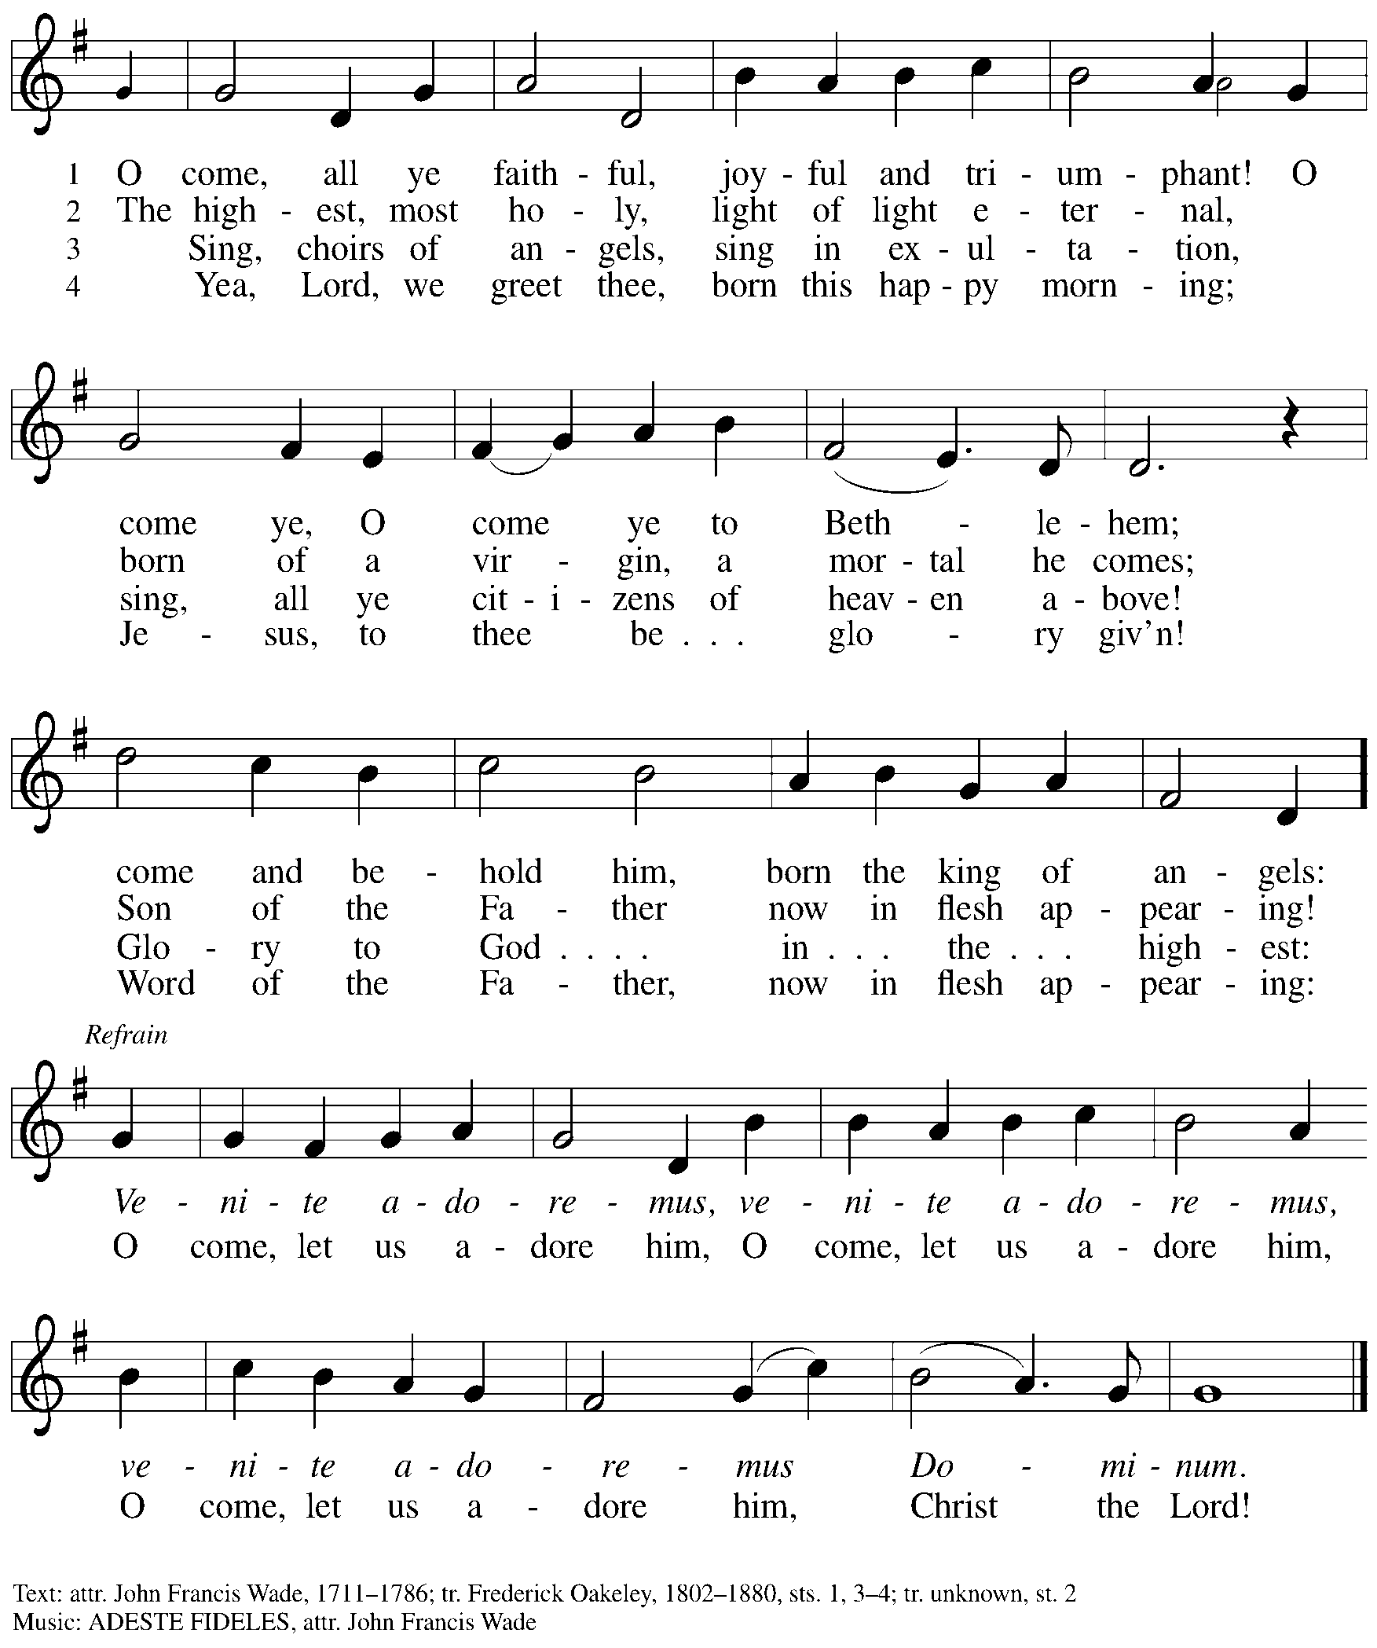 1 O come, all ye faith - ful, joy - ful and tri - um - phant! O
2 The high - est, most ho - ly, light of light e - ter - nal,
3 Sing, choirs of an - gels, sing in ex - ul - ta - tion,
4 Yea, Lord, we greet thee, born this hap - py morn - ing;
come ye, O come ye to Beth - le - hem;
born of a vir - gin, a mor - tal he comes;
sing, all ye cit - i - zens of heav - en a - bove!
Je - sus, to thee be . . . glo - ry giv'n!
come and be - hold him, born the king of an - gels:
Son of the Fa - ther now in flesh ap - pear - ing!
Glo - ry to God . . . . in . . . the . . . high - est:
Word of the Fa - ther, now in flesh ap - pear - ing:
Refrain
Ve - ni - te a - do - re - mus, ve - ni - te a - do - re - mus,
O come, let us a - dore him, O come, let us a - dore him,
ve - ni - te a - do - re - mus Do - mi - num.
O come, let us a - dore him, Christ the Lord!
Text: attr. John Francis Wade, 1711–1786; tr. Frederick Oakeley, 1802–1880, sts. 1, 3–4; tr. unknown, st. 2
Music: ADESTE FIDELES, attr. John Francis Wade